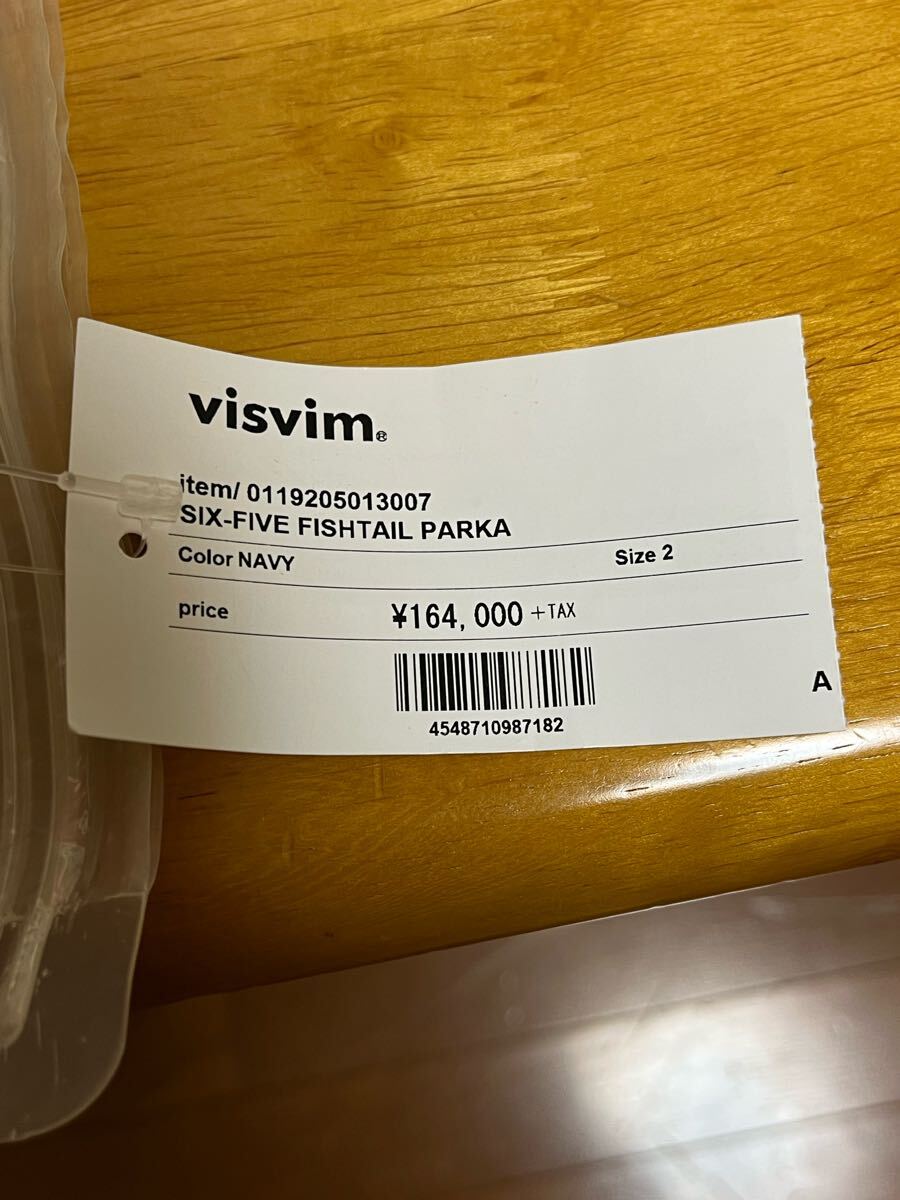 visvim®
item/ 0119205013007
SIX-FIVE FISHTAIL PARKA
Color NAVY Size 2
price ¥164,000 +TAX
4548710987182
A